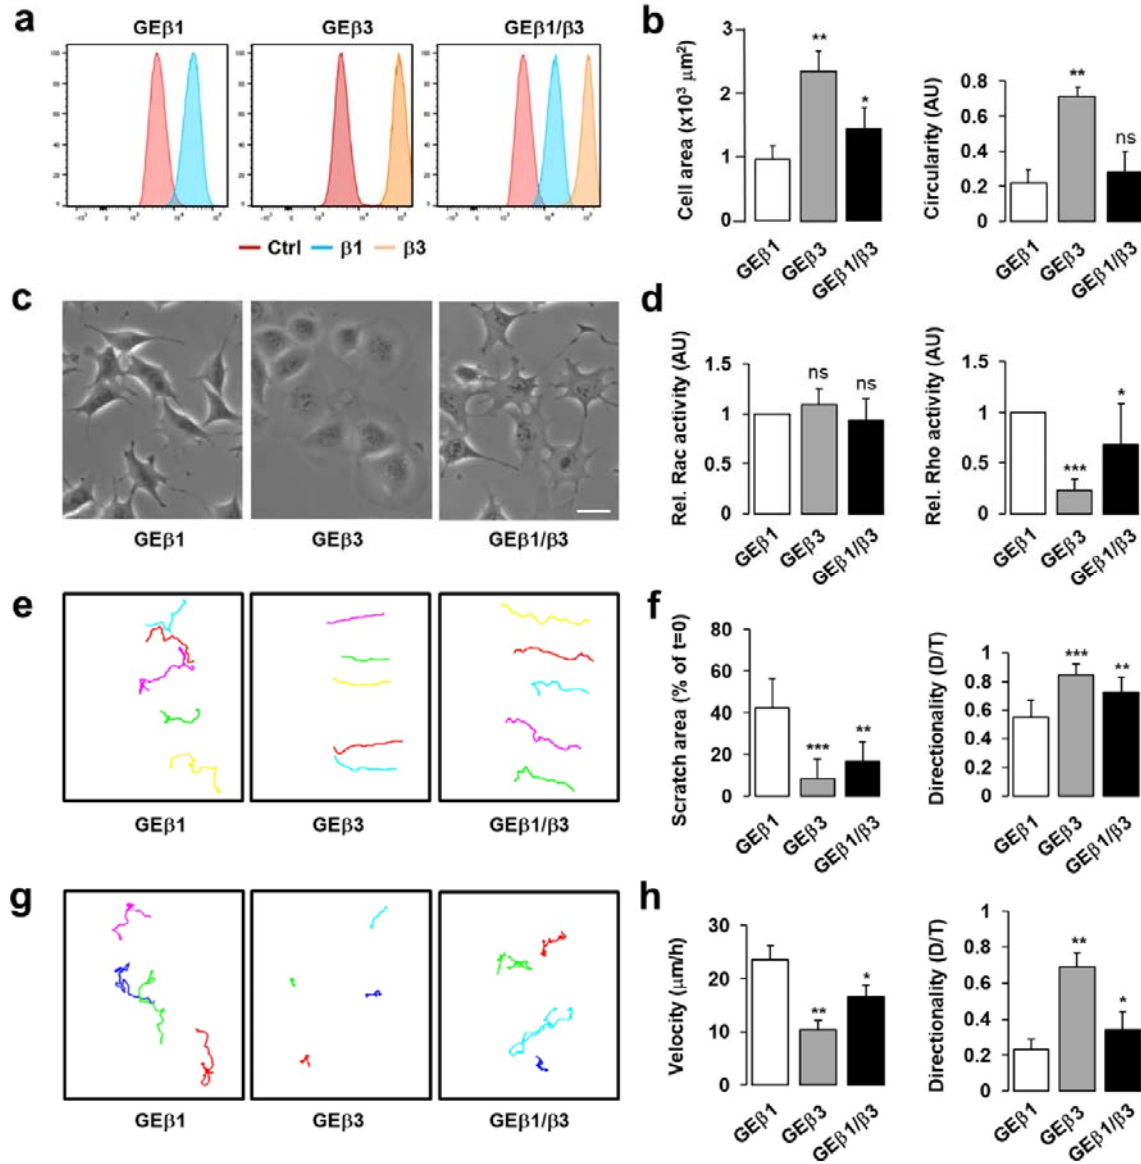 a
GEβ1 GEβ3 GEβ1/β3
100 80 60 40 20 0
Ctrl β1 β3
b
Cell area (x10³ μm²)
3 2 1 0
** *
GEβ1 GEβ3 GEβ1/β3
Circularity (AU)
0.8 0.6 0.4 0.2 0
** ns
GEβ1 GEβ3 GEβ1/β3
c
GEβ1 GEβ3 GEβ1/β3
d
Rel. Rac activity (AU)
1.5 1 0.5 0
ns ns
GEβ1 GEβ3 GEβ1/β3
Rel. Rho activity (AU)
1.5 1 0.5 0
*** *
GEβ1 GEβ3 GEβ1/β3
e
GEβ1 GEβ3 GEβ1/β3
f
Scratch area (% of t=0)
80 60 40 20 0
*** **
GEβ1 GEβ3 GEβ1/β3
Directionality (D/T)
1 0.8 0.6 0.4 0.2 0
*** **
GEβ1 GEβ3 GEβ1/β3
g
GEβ1 GEβ3 GEβ1/β3
h
Velocity (μm/h)
30 20 10 0
** *
GEβ1 GEβ3 GEβ1/β3
Directionality (D/T)
1 0.8 0.6 0.4 0.2 0
** *
GEβ1 GEβ3 GEβ1/β3